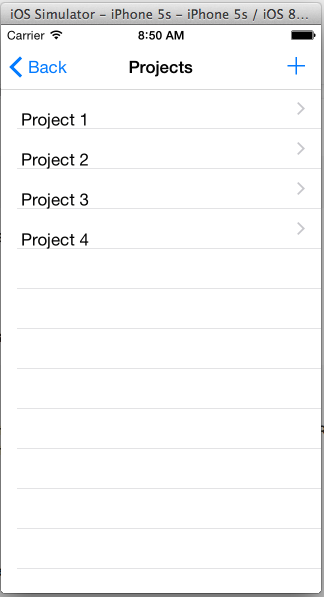 iOS Simulator – iPhone 5s – iPhone 5s / iOS 8...
Carrier 8:50 AM
Back Projects +
Project 1
Project 2
Project 3
Project 4